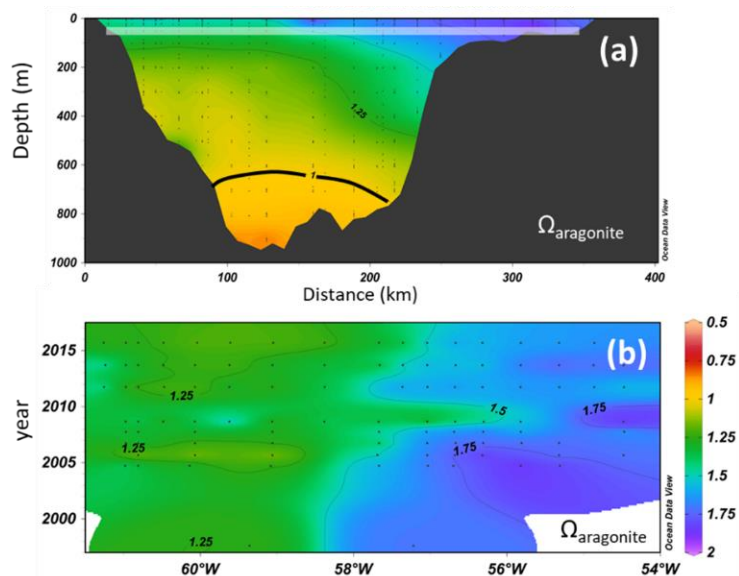 (a)
Depth (m)
0
200
400
600
800
1000
1.25
1
Ωaragonite
Ocean Data View
0 100 200 300 400
Distance (km)
(b)
year
2015
2010
2005
2000
1.25
1.5
1.75
1.25
1.75
1.25
Ωaragonite
Ocean Data View
60°W 58°W 56°W 54°W
0.5
0.75
1
1.25
1.5
1.75
2